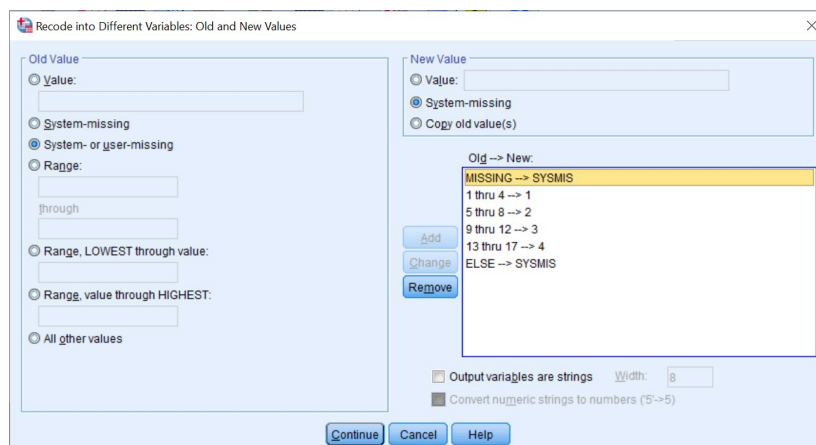 Recode into Different Variables: Old and New Values
Old Value
Value:
System-missing
System- or user-missing
Range:
through
Range, LOWEST through value:
Range, value through HIGHEST:
All other values
New Value
Value:
System-missing
Copy old value(s)
Old --> New:
MISSING --> SYSMIS
1 thru 4 --> 1
5 thru 8 --> 2
9 thru 12 --> 3
13 thru 17 --> 4
ELSE --> SYSMIS
Add
Change
Remove
Output variables are strings Width: 8
Convert numeric strings to numbers ('5'->5)
Continue Cancel Help